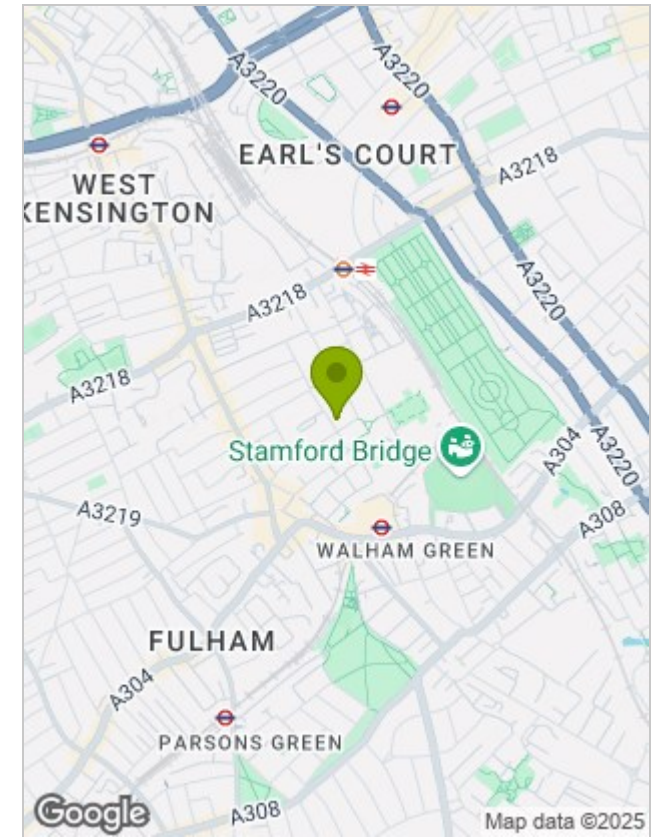 A3220
A3220
EARL'S COURT
A3218
WEST
KENSINGTON
A3220
A3218
A3218
Stamford Bridge
A304
A3220
A3219
A308
WALHAM GREEN
FULHAM
A304
PARSONS GREEN
A308
Google
Map data ©2025